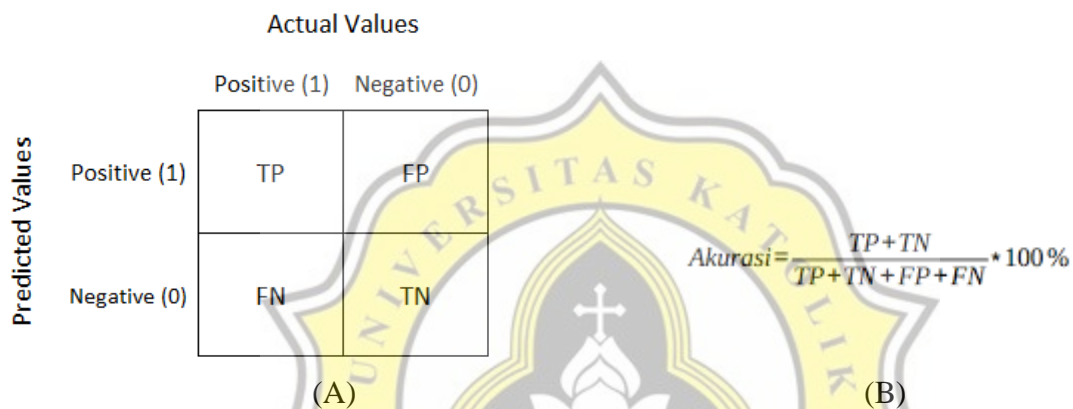 Actual Values
Positive (1) Negative (0)
Predicted Values
Positive (1) TP FP
Negative (0) FN TN
Akurasi=TP+TN/TP+TN+FP+FN*100%
(A) (B)
UNIVERSITAS KATOLIK